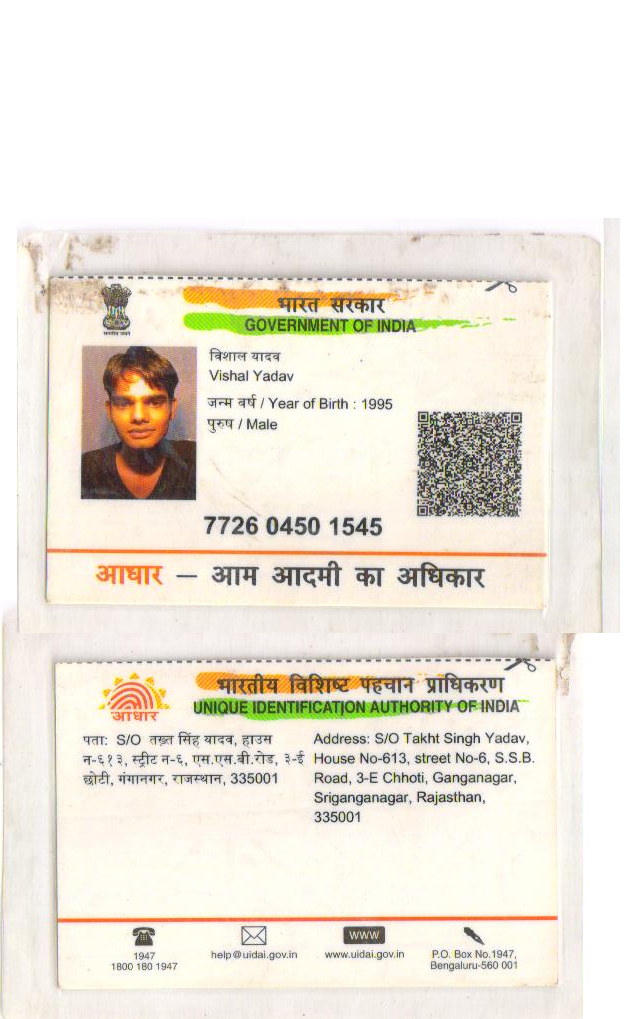 भारत सरकार
GOVERNMENT OF INDIA
विशाल यादव
Vishal Yadav
जन्म वर्ष / Year of Birth : 1995
पुरुष / Male
7726 0450 1545
आधार — आम आदमी का अधिकार
भारतीय विशिष्ट पहचान प्राधिकरण
UNIQUE IDENTIFICATION AUTHORITY OF INDIA
आधार
पता: S/O तख़्त सिंह यादव, हाउस
न-६१३, स्ट्रीट न-६, एस.एस.बी.रोड, ३-ई
छोटी, गंगानगर, राजस्थान, 335001
Address: S/O Takht Singh Yadav,
House No-613, street No-6, S.S.B.
Road, 3-E Chhoti, Ganganagar,
Sriganganagar, Rajasthan,
335001
1947
1800 180 1947
help@uidai.gov.in
WWW
www.uidai.gov.in
P.O. Box No.1947,
Bengaluru-560 001